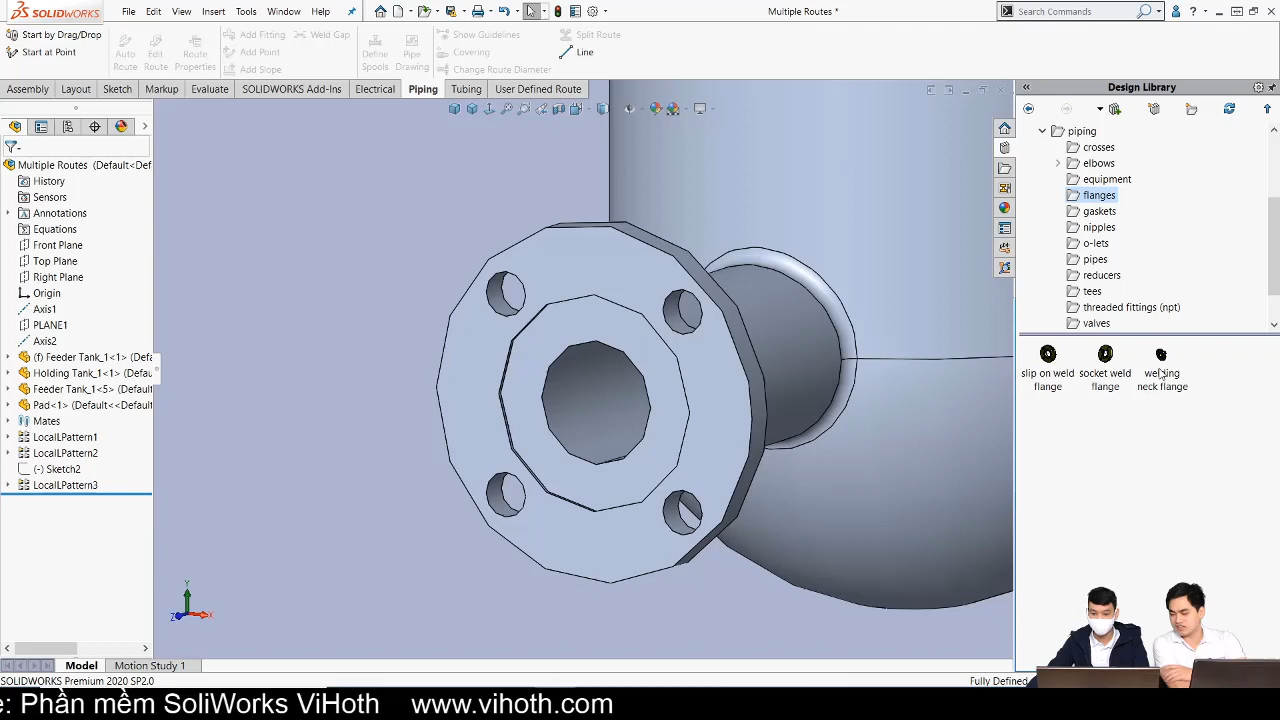 SOLIDWORKS File Edit View Insert Tools Window Help Multiple Routes * Search Commands
Start by Drag/Drop
Start at Point
Auto Route
Edit Route
Route Properties
Add Fitting Weld Gap
Add Point
Add Slope
Define Spools
Pipe Drawing
Show Guidelines
Covering
Change Route Diameter
Split Route
Line
Assembly Layout Sketch Markup Evaluate SOLIDWORKS Add-Ins Electrical Piping Tubing User Defined Route
Multiple Routes (Default<Def
History
Sensors
Annotations
Equations
Front Plane
Top Plane
Right Plane
Origin
Axis1
PLANE1
Axis2
(f) Feeder Tank_1<1> (Defa
Holding Tank_1<1> (Defau
Feeder Tank_1<5> (Default
Pad<1> (Default<<Default
Mates
LocalLPattern1
LocalLPattern2
(-) Sketch2
LocalLPattern3
Y
X
Z
Design Library
piping
crosses
elbows
equipment
flanges
gaskets
nipples
o-lets
pipes
reducers
tees
threaded fittings (npt)
valves
slip on weld flange
socket weld flange
welding neck flange
Model Motion Study 1
SOLIDWORKS Premium 2020 SP2.0 Fully Defined
e: Phần mềm SoliWorks ViHoth www.vihoth.com